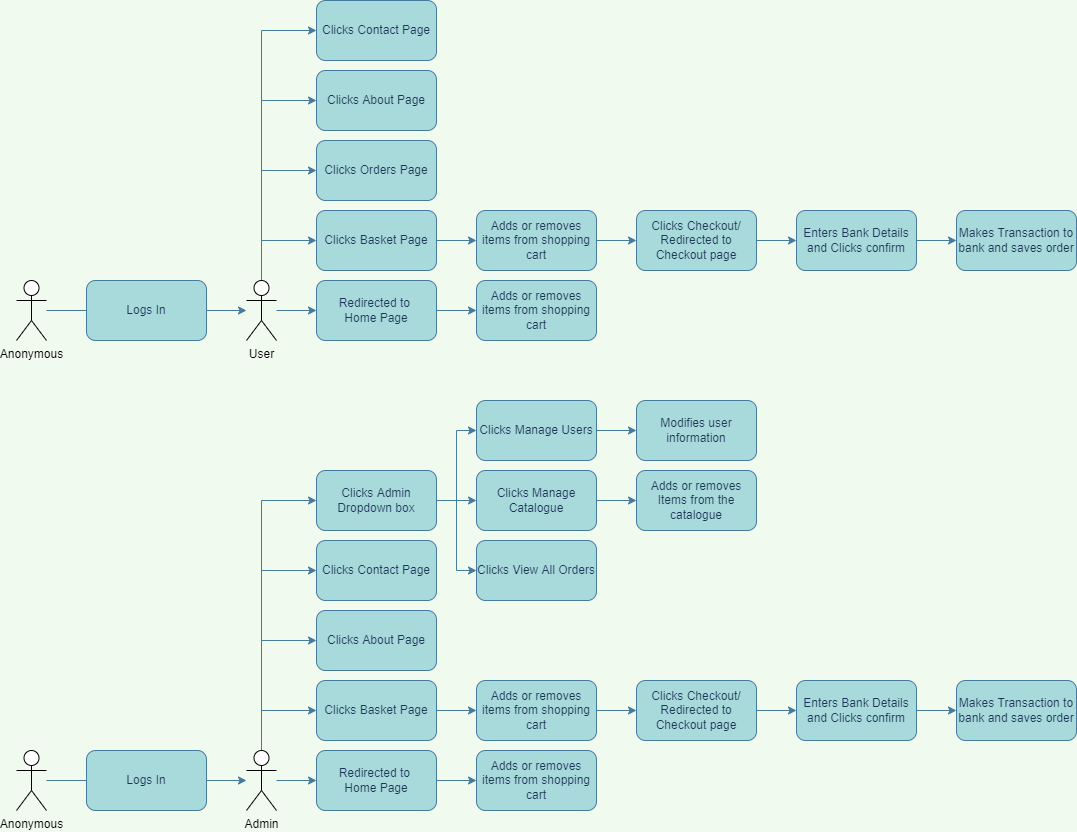 Clicks Contact Page
Clicks About Page
Clicks Orders Page
Clicks Basket Page
Adds or removes
items from shopping
cart
Clicks Checkout/
Redirected to
Checkout page
Enters Bank Details
and Clicks confirm
Makes Transaction to
bank and saves order
Anonymous
Logs In
User
Redirected to
Home Page
Adds or removes
items from shopping
cart
Clicks Manage Users
Modifies user
information
Clicks Admin
Dropdown box
Clicks Manage
Catalogue
Adds or removes
Items from the
catalogue
Clicks Contact Page
Clicks View All Orders
Clicks About Page
Clicks Basket Page
Adds or removes
items from shopping
cart
Clicks Checkout/
Redirected to
Checkout page
Enters Bank Details
and Clicks confirm
Makes Transaction to
bank and saves order
Anonymous
Logs In
Admin
Redirected to
Home Page
Adds or removes
items from shopping
cart